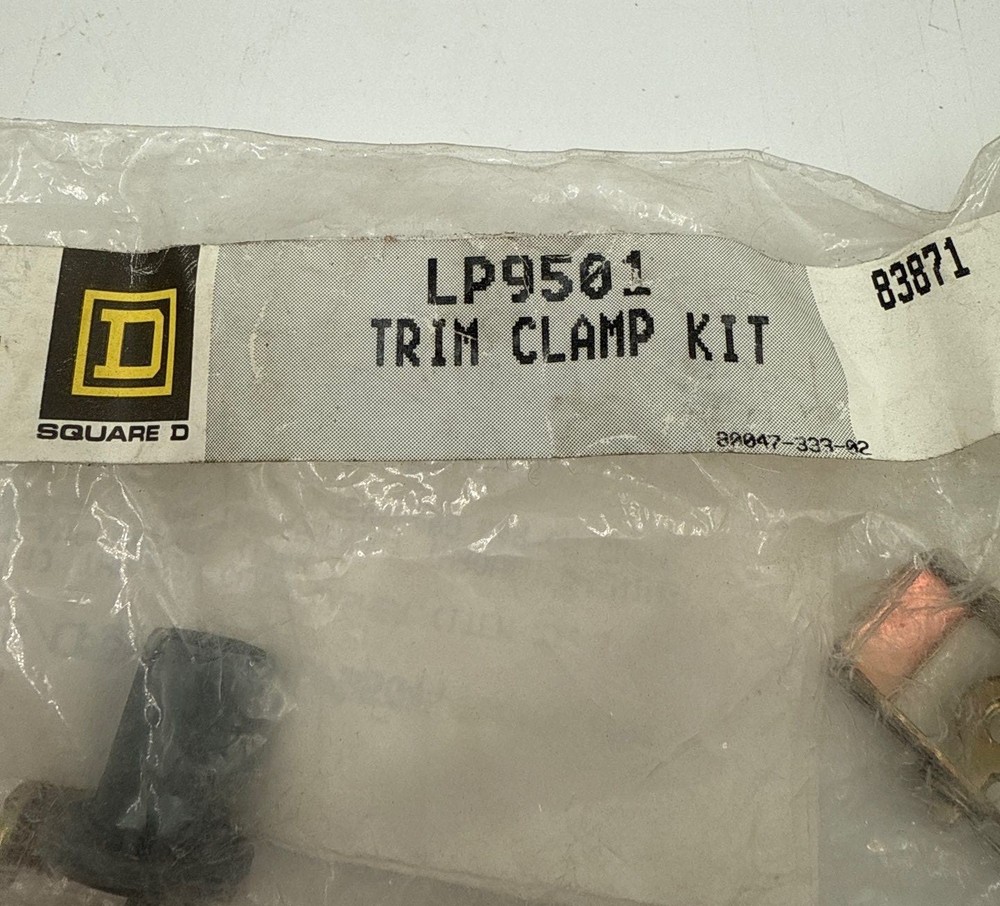 D
SQUARE D
LP9501
TRIM CLAMP KIT
83871
80047-333-02